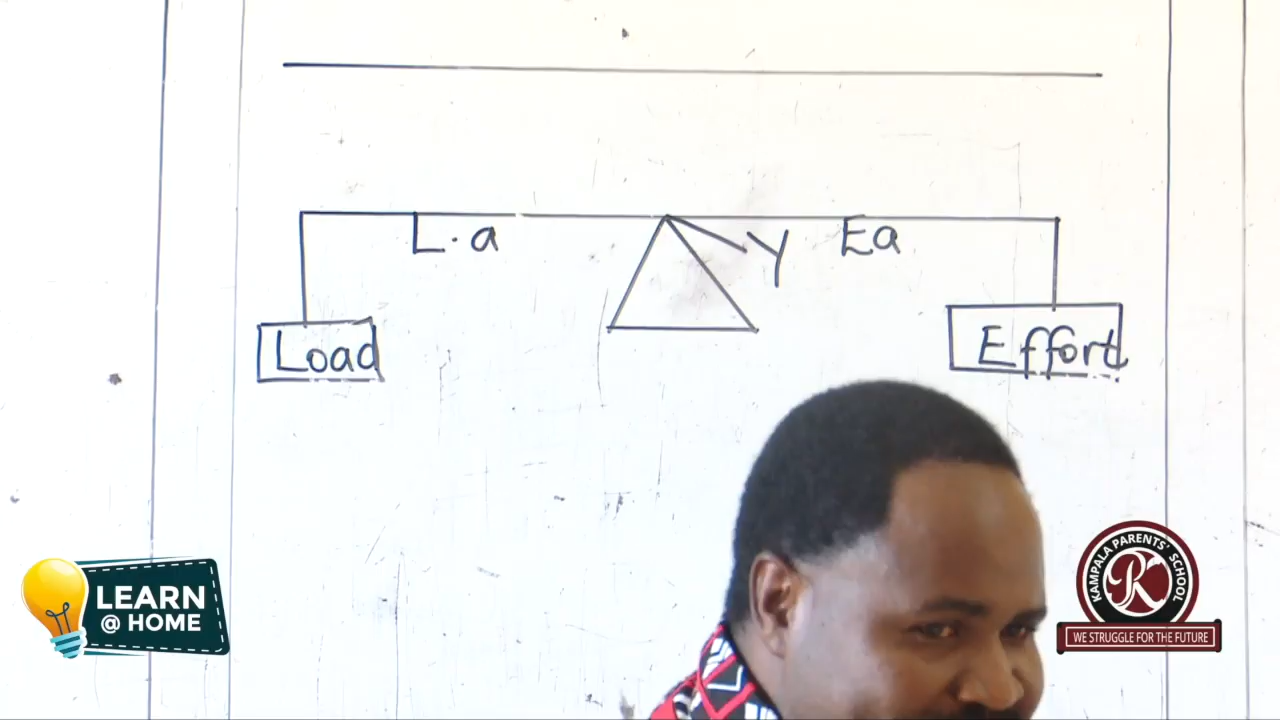 L.a
Y
Ea
Load
Effort
LEARN
@ HOME
KAMPALA PARENTS' SCHOOL
K
WE STRUGGLE FOR THE FUTURE